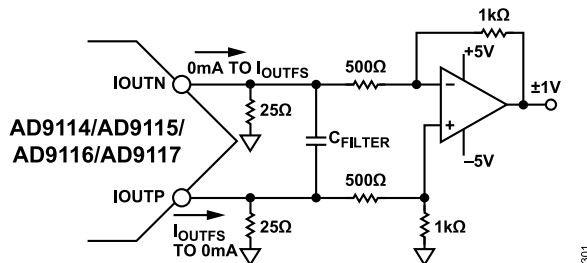 1kΩ
+5V
0mA TO IOUTFS
500Ω
IOUTN
−
±1V
25Ω
AD9114/AD9115/
AD9116/AD9117
CFILTER
+
−5V
IOUTP
500Ω
25Ω
1kΩ
IOUTFS
TO 0mA
301